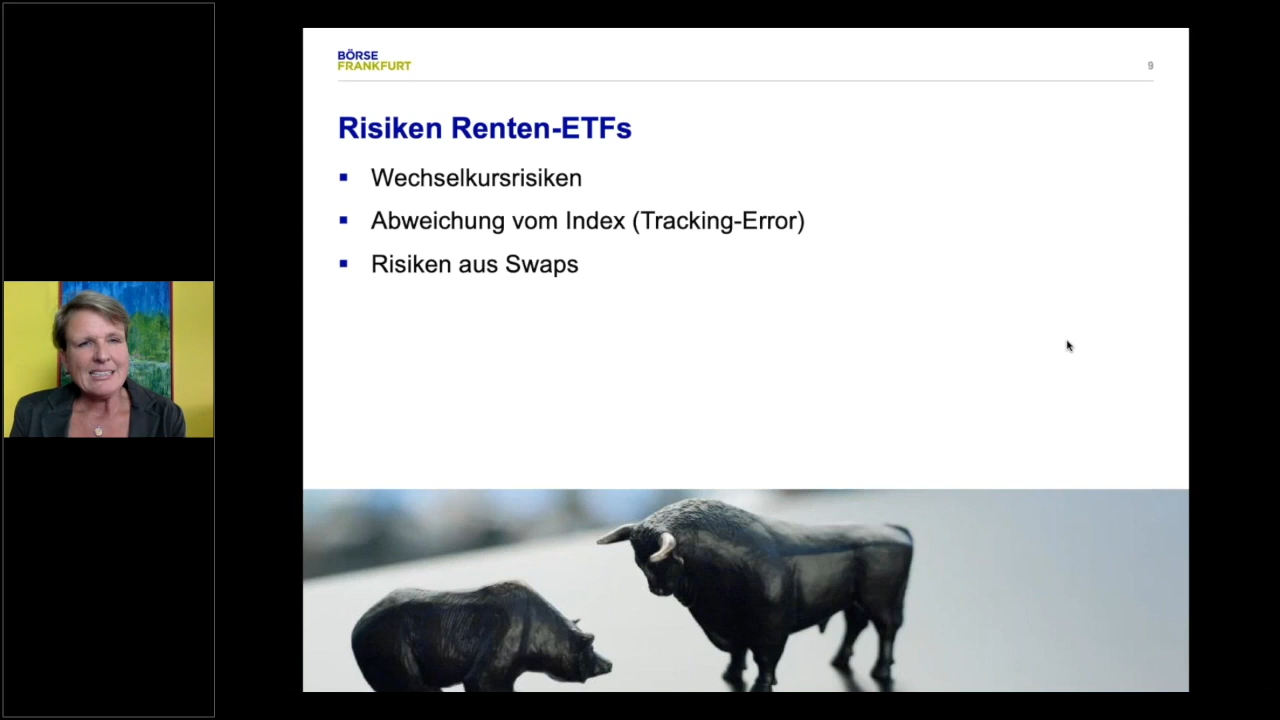 BÖRSE
FRANKFURT
9
Risiken Renten-ETFs
Wechselkursrisiken
Abweichung vom Index (Tracking-Error)
Risiken aus Swaps